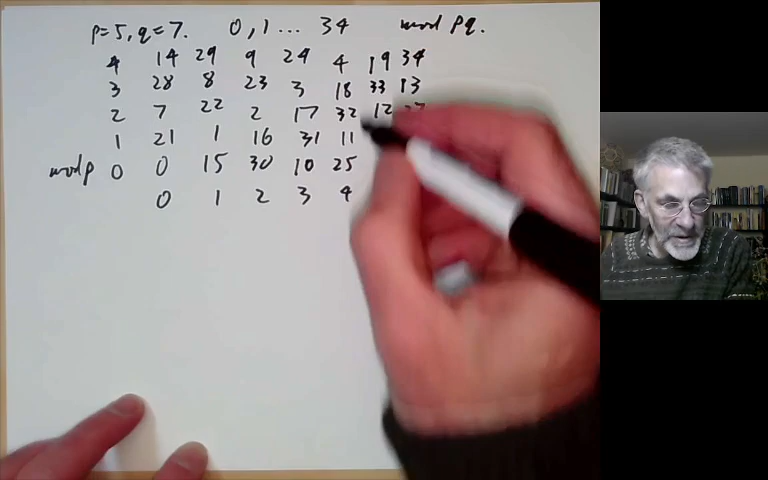 p=5, q=7. 0, 1 ... 34 mod pq.
4 14 29 9 24 4 19 34
3 28 8 23 3 18 33 13
2 7 22 2 17 32 12 27
1 21 1 16 31 11
mod p 0 0 15 30 10 25
0 1 2 3 4